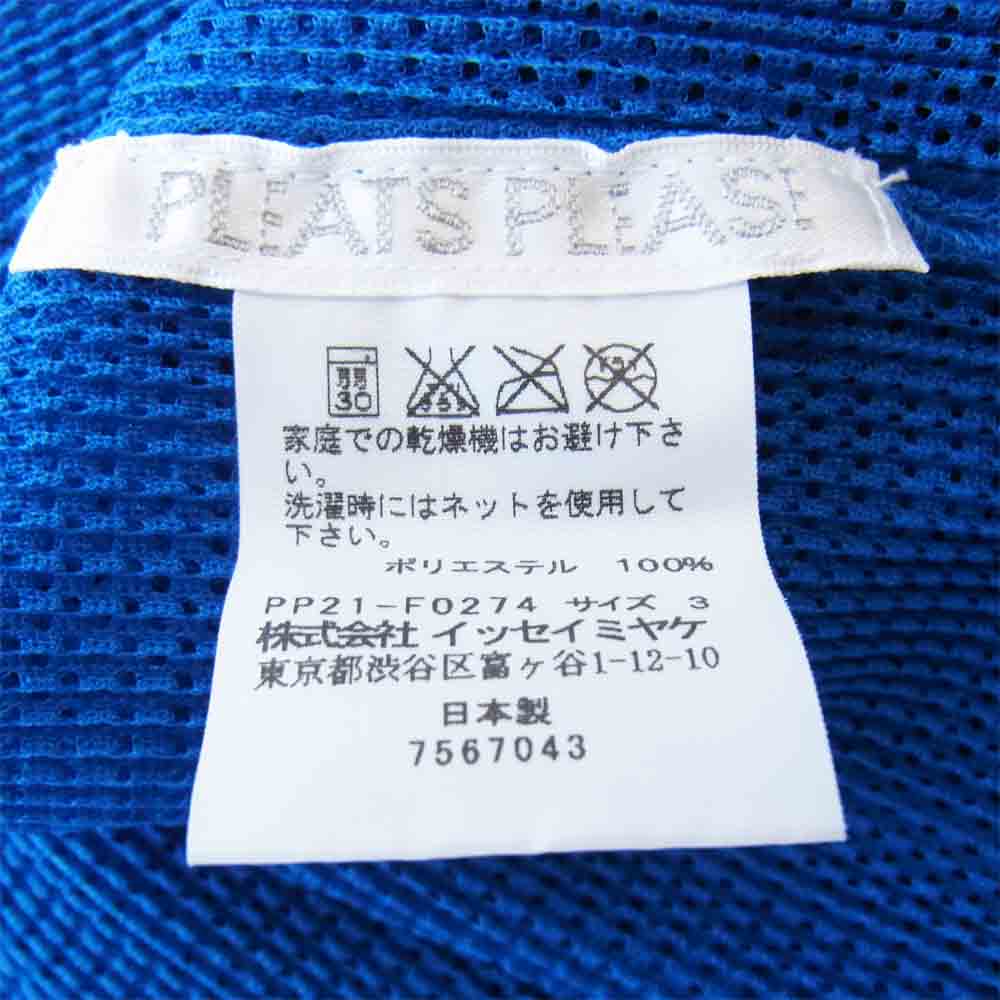 PLEATS PLEASE
弱
30
家庭での乾燥機はお避け下さ
い。
洗濯時にはネットを使用して
下さい。
ポリエステル 100%
PP21-F0274 サイズ 3
株式会社 イッセイミヤケ
東京都渋谷区富ヶ谷1-12-10
日本製
7567043